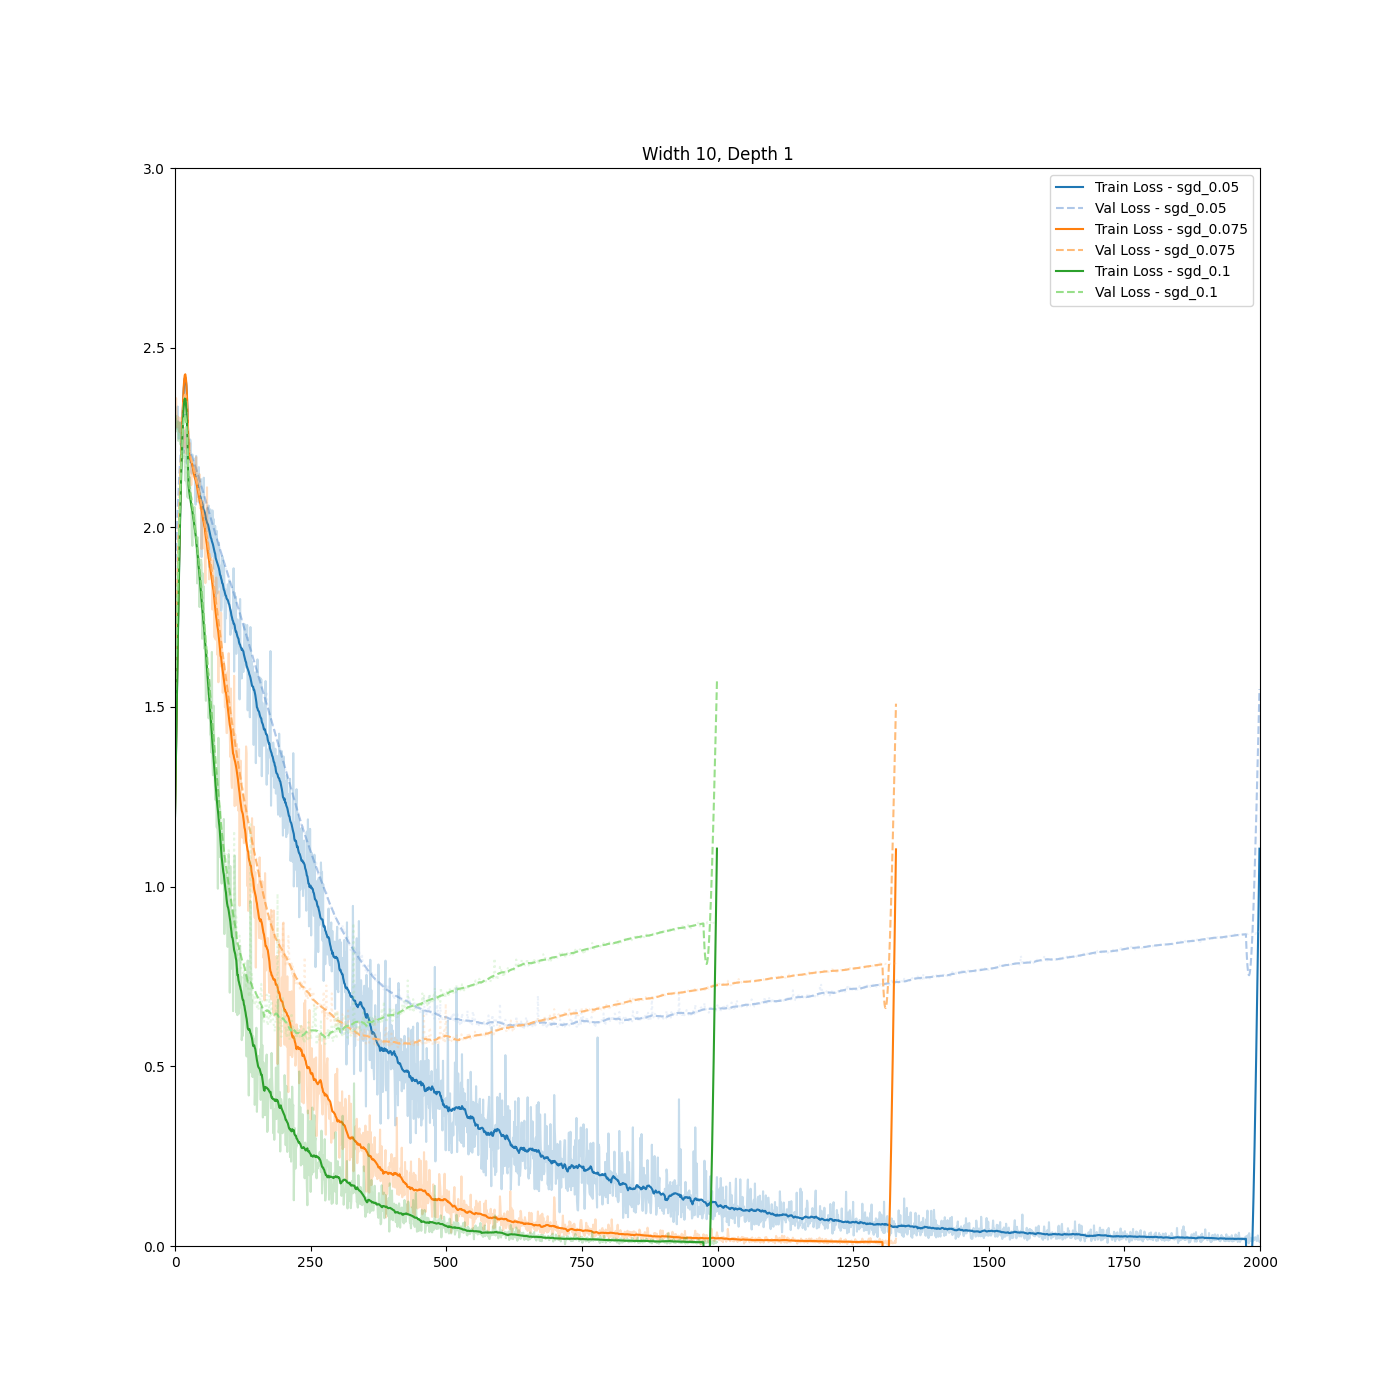 Width 10, Depth 1
Train Loss - sgd_0.05
Val Loss - sgd_0.05
Train Loss - sgd_0.075
Val Loss - sgd_0.075
Train Loss - sgd_0.1
Val Loss - sgd_0.1
3.0
2.5
2.0
1.5
1.0
0.5
0.0
0 250 500 750 1000 1250 1500 1750 2000